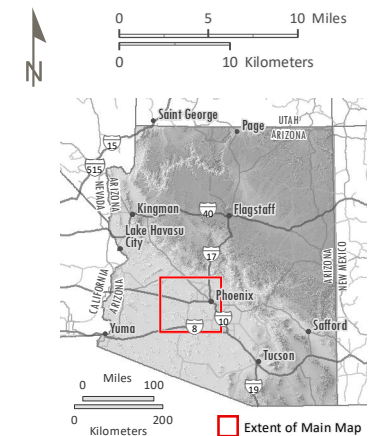 0 5 10 Miles
0 10 Kilometers
N
Saint George
UTAH
ARIZONA
Page
15
515
NEVADA
ARIZONA
Kingman
40
Flagstaff
Lake Havasu
City
17
CALIFORNIA
ARIZONA
ARIZONA
NEW MEXICO
Phoenix
10
8
Yuma
Safford
Tucson
19
Miles
0 100
0 200
Kilometers
Extent of Main Map